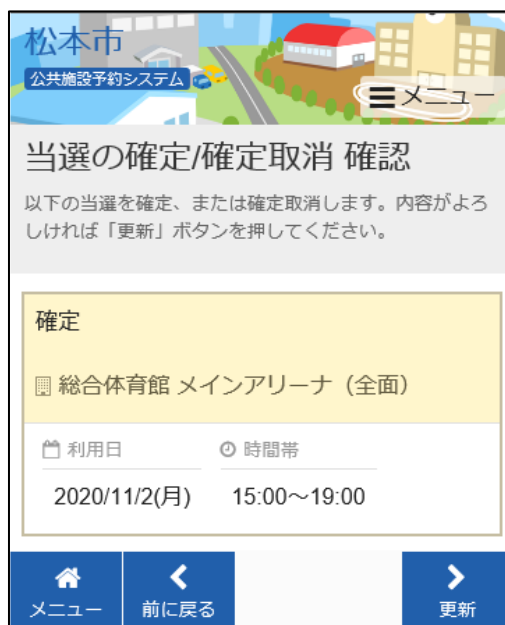 松本市
公共施設予約システム
メニュー
当選の確定/確定取消 確認
以下の当選を確定、または確定取消します。内容がよろ
しければ「更新」ボタンを押してください。
確定
総合体育館 メインアリーナ（全面）
利用日 時間帯
2020/11/2(月) 15:00～19:00
メニュー 前に戻る 更新